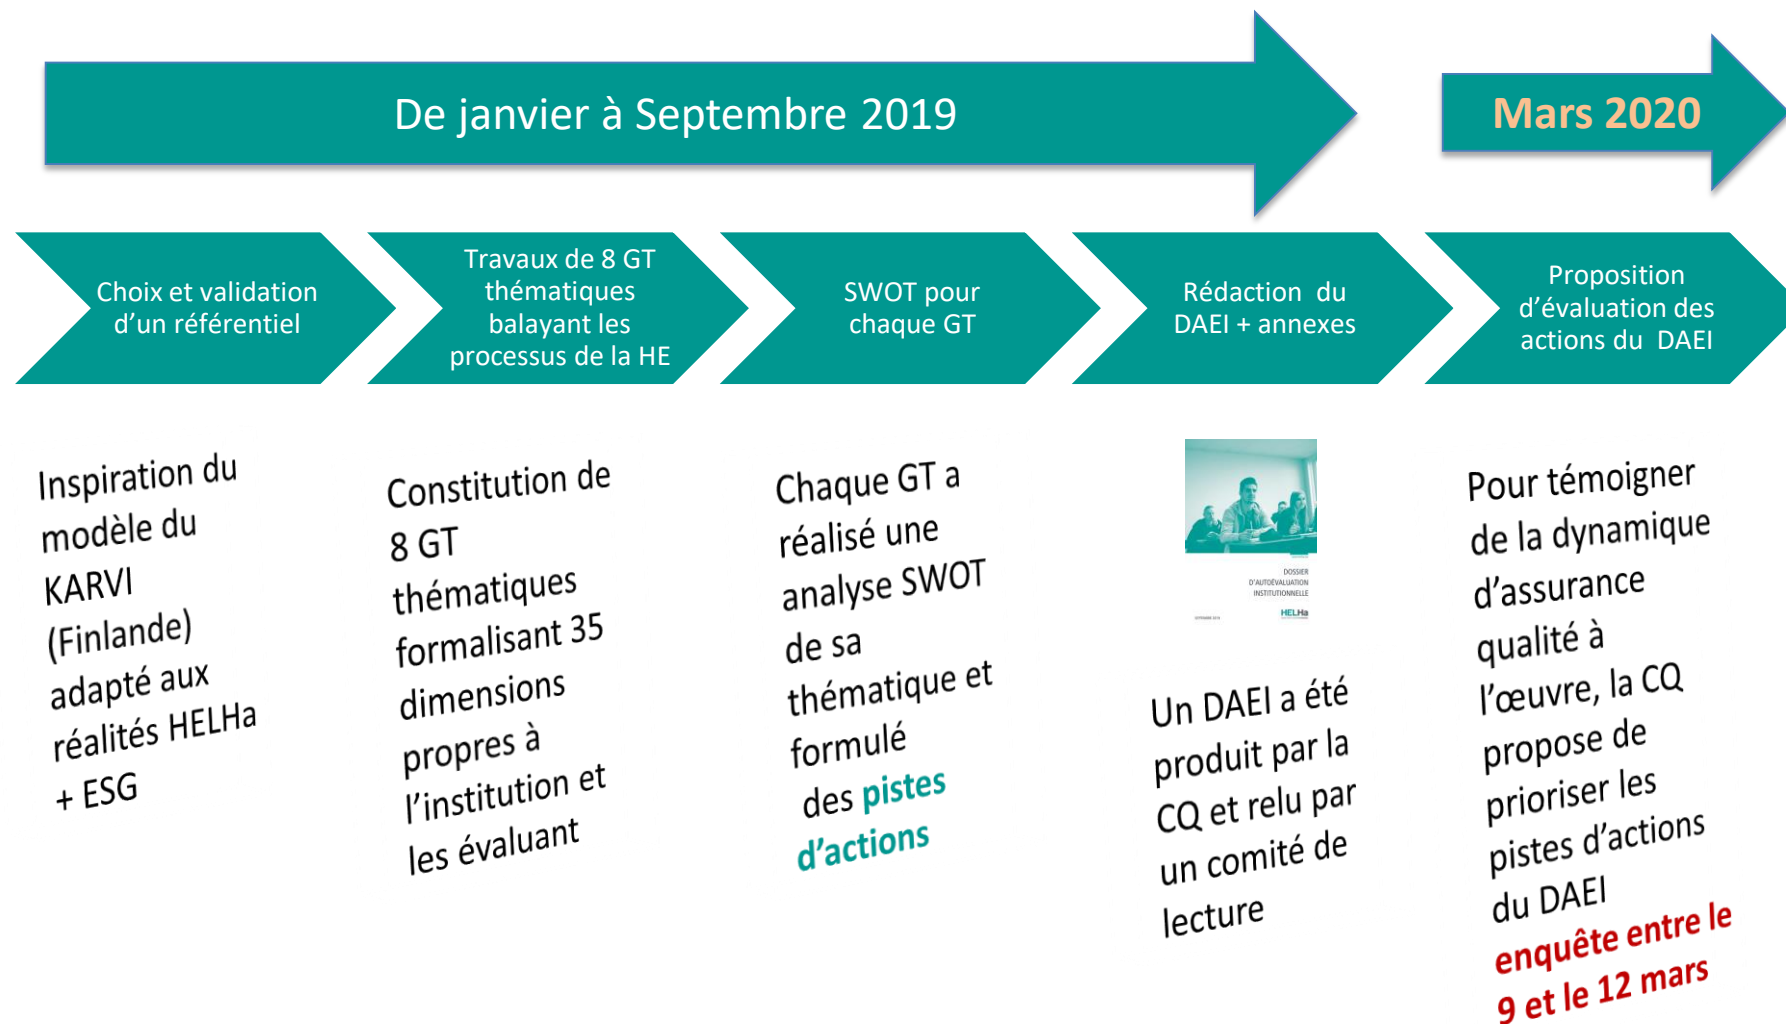 De janvier à Septembre 2019
Mars 2020
Choix et validation
d’un référentiel
Travaux de 8 GT
thématiques
balayant les
processus de la HE
SWOT pour
chaque GT
Rédaction du
DAEI + annexes
Proposition
d’évaluation des
actions du DAEI
Inspiration du
modèle du
KARVI
(Finlande)
adapté aux
réalités HELHa
+ ESG
Constitution de
8 GT
thématiques
formalisant 35
dimensions
propres à
l’institution et
les évaluant
Chaque GT a
réalisé une
analyse SWOT
de sa
thématique et
formulé
des pistes
d’actions
DOSSIER
D’AUTOÉVALUATION
INSTITUTIONNELLE
HELHa
Un DAEI a été
produit par la
CQ et relu par
un comité de
lecture
Pour témoigner
de la dynamique
d’assurance
qualité à
l’œuvre, la CQ
propose de
prioriser les
pistes d’actions
du DAEI
enquête entre le
9 et le 12 mars